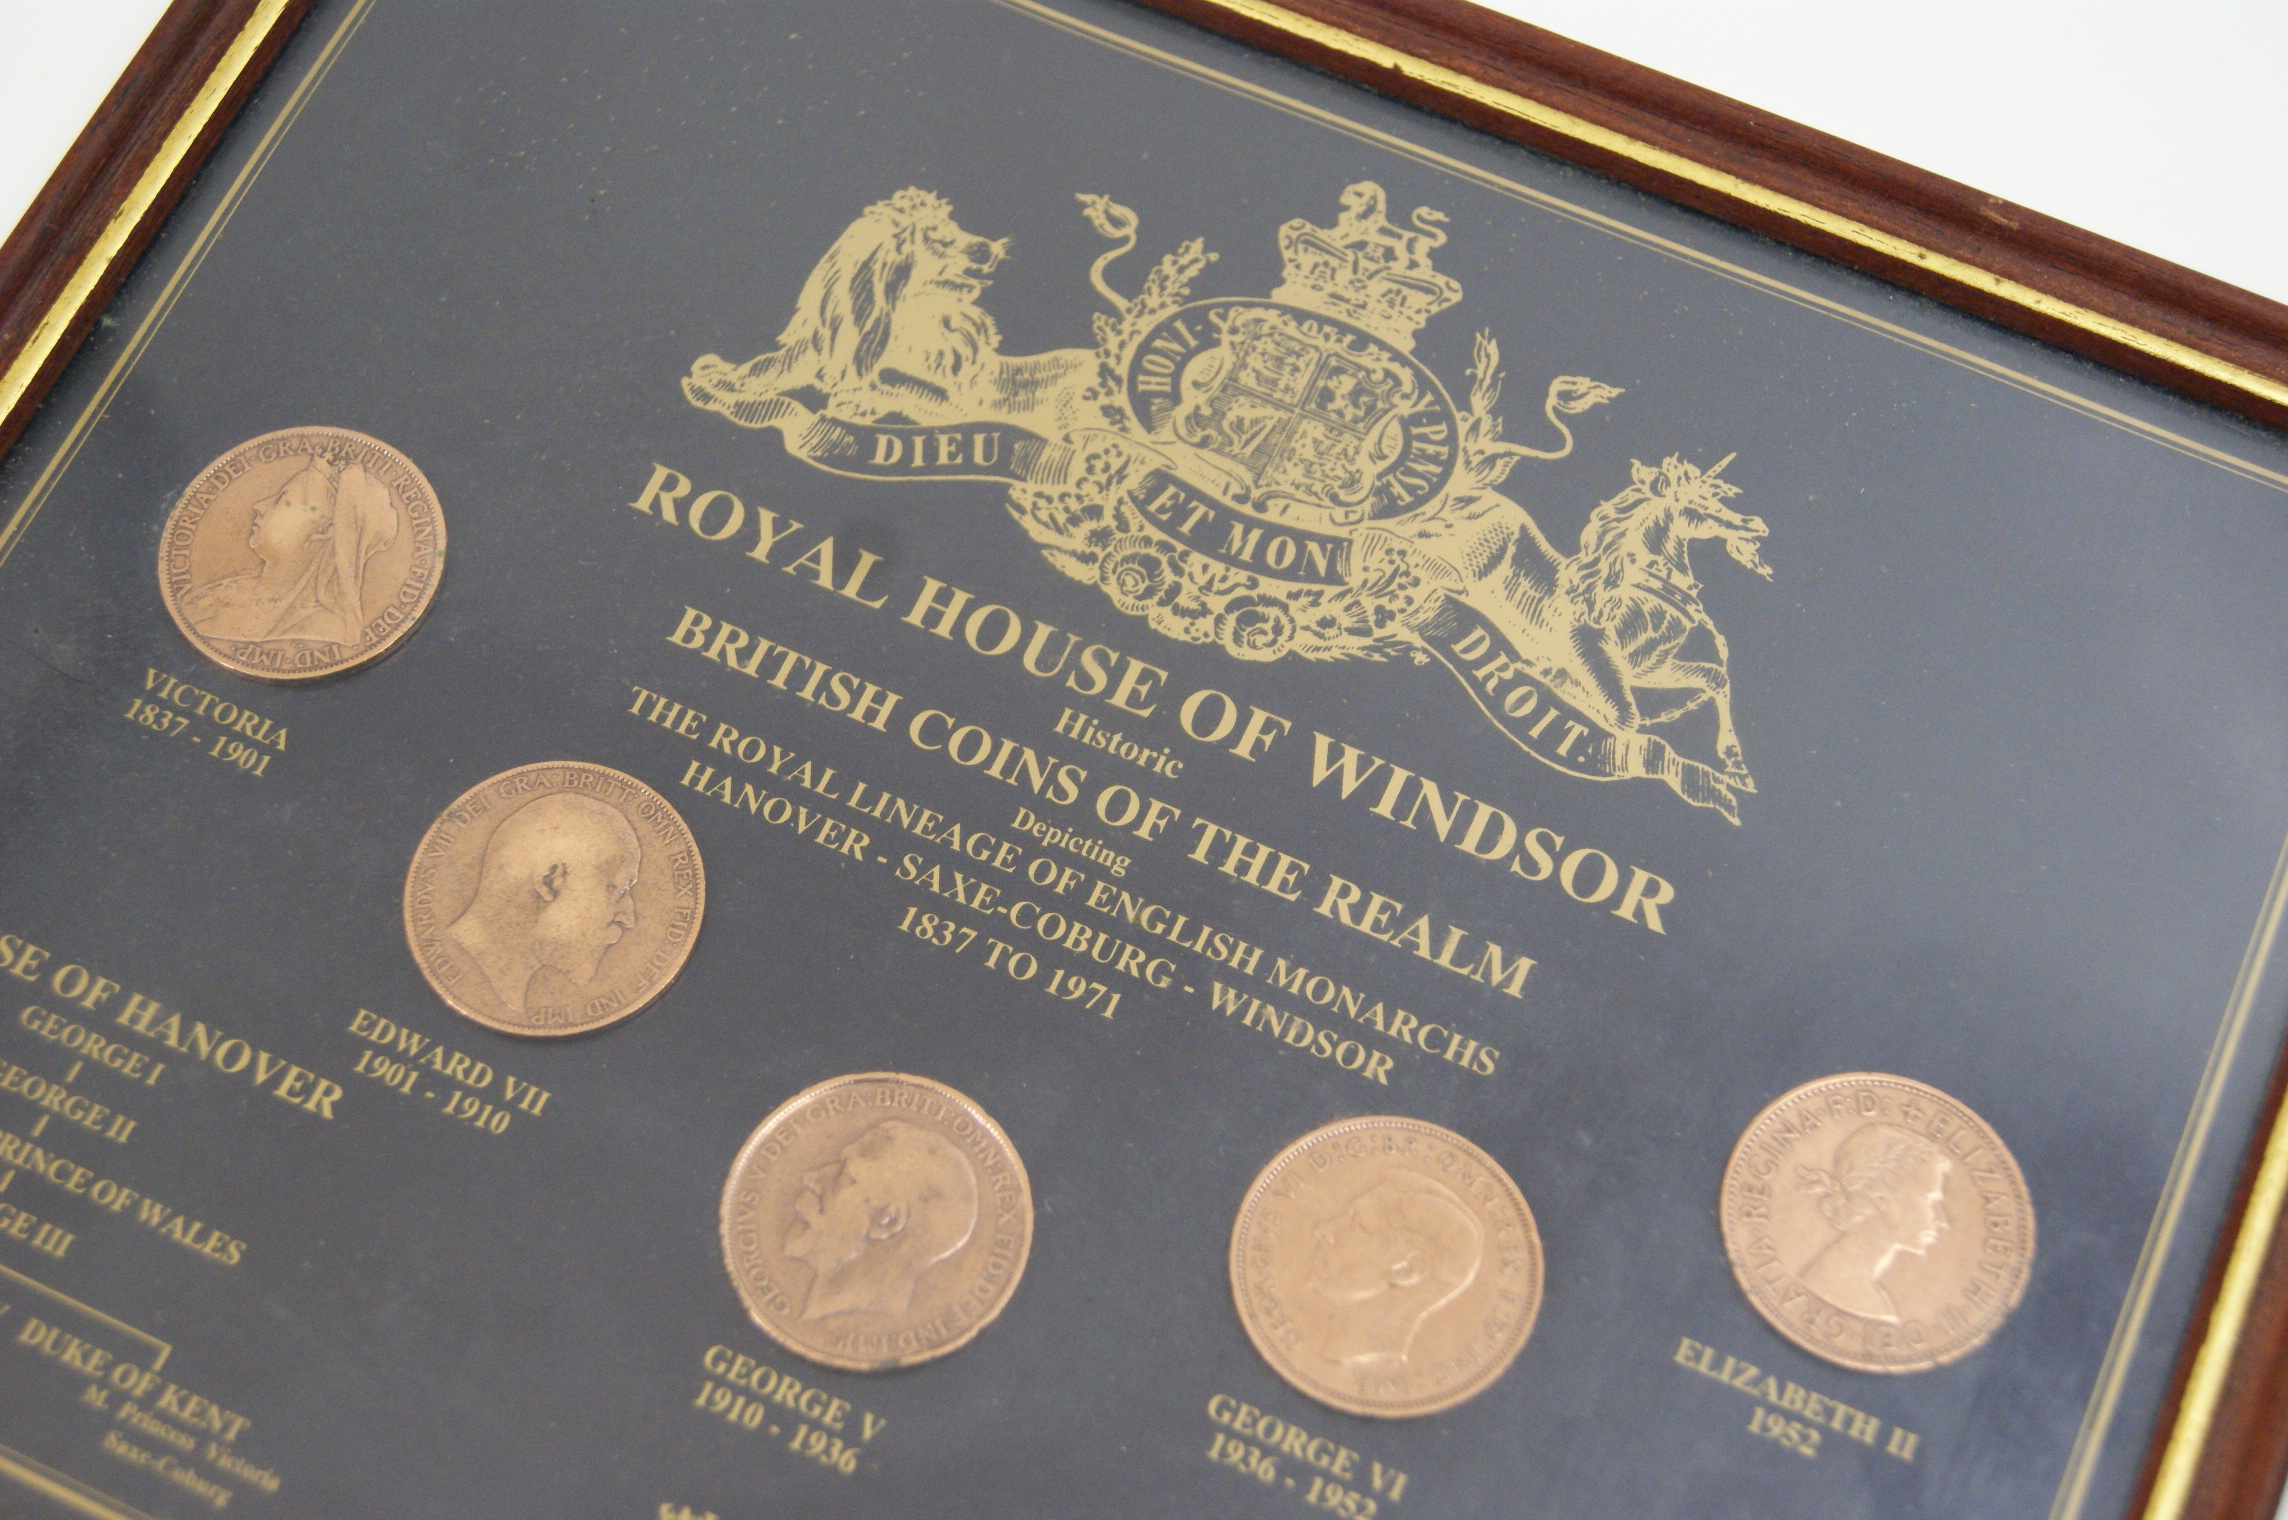 HONI · SOI
Y · PENSE
DIEU
ET MON
DROIT.
ROYAL HOUSE OF WINDSOR
Historic
BRITISH COINS OF THE REALM
Depicting
THE ROYAL LINEAGE OF ENGLISH MONARCHS
HANOVER - SAXE-COBURG - WINDSOR
1837 TO 1971
VICTORIA DEI GRA BRITT REGINA FID DEF IND IMP
VICTORIA
1837 - 1901
EDWARDVS VII DEI GRA: BRITT: OMN: REX FID: DEF: IND: IMP:
EDWARD VII
1901 - 1910
GEORGIVS V DEI GRA: BRITT: OMN: REX FID: DEF: IND: IMP:
GEORGE V
1910 - 1936
GEORGE VI
1936 - 1952
+ ELIZABETH · II · DEI · GRATIA · REGINA · F: D:
ELIZABETH II
1952
SE OF HANOVER
GEORGE I
GEORGE II
PRINCE OF WALES
GE III
DUKE OF KENT
M. Princess Victoria
Saxe-Coburg